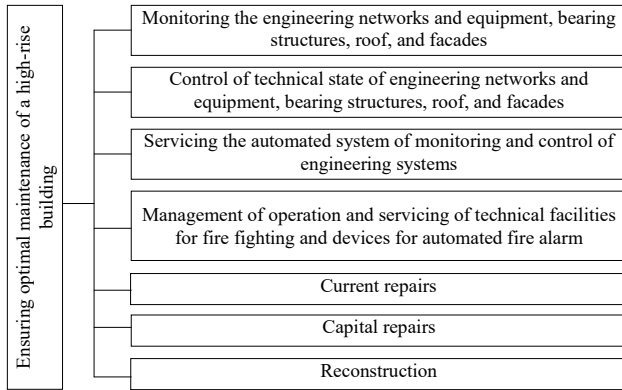 Ensuring optimal maintenance of a high-rise
building
Monitoring the engineering networks and equipment, bearing
structures, roof, and facades
Control of technical state of engineering networks and
equipment, bearing structures, roof, and facades
Servicing the automated system of monitoring and control of
engineering systems
Management of operation and servicing of technical facilities
for fire fighting and devices for automated fire alarm
Current repairs
Capital repairs
Reconstruction